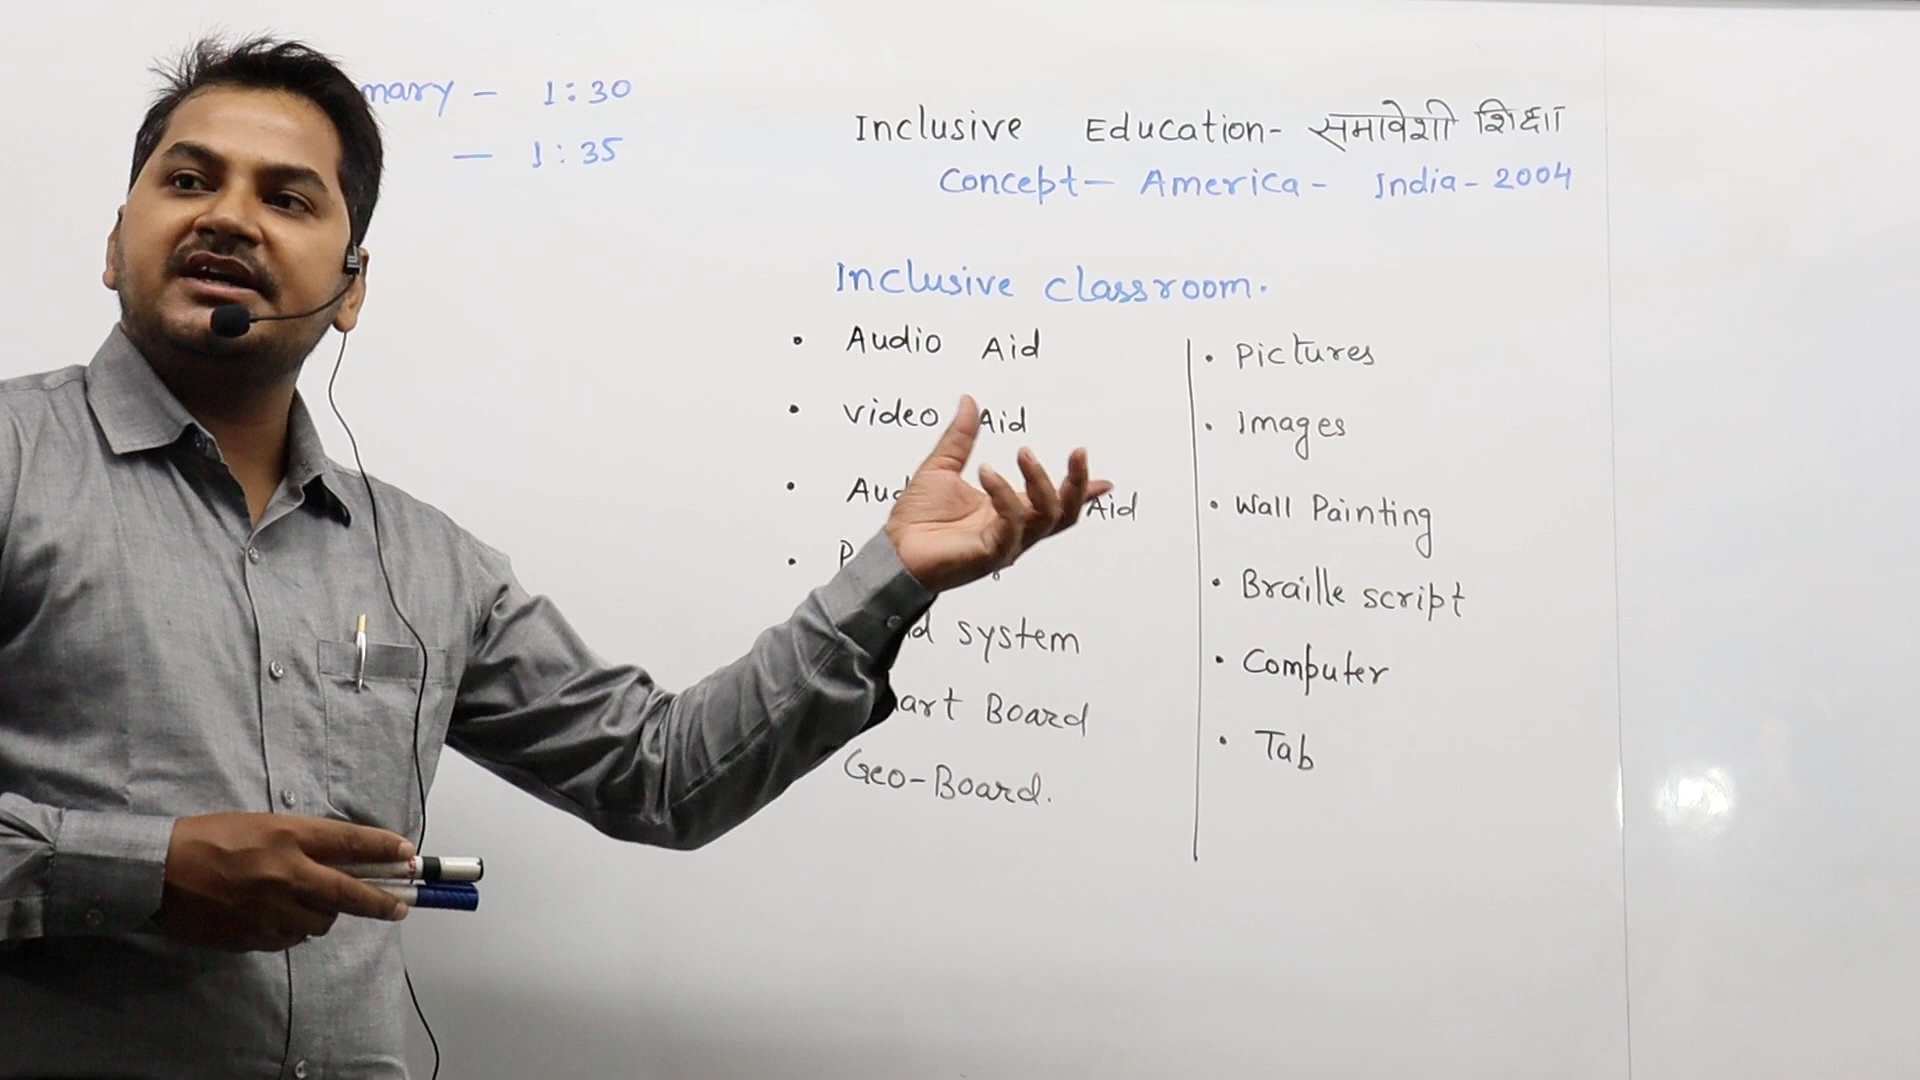 - 1:30
- 1:35
Inclusive Education- समावेशी शिक्षा
Concept- America- India-2004
Inclusive classroom.
• Audio Aid
• video Aid
• Aid
system
Board
Geo-Board.
• Pictures
• Images
• Wall Painting
• Braille script
• Computer
• Tab